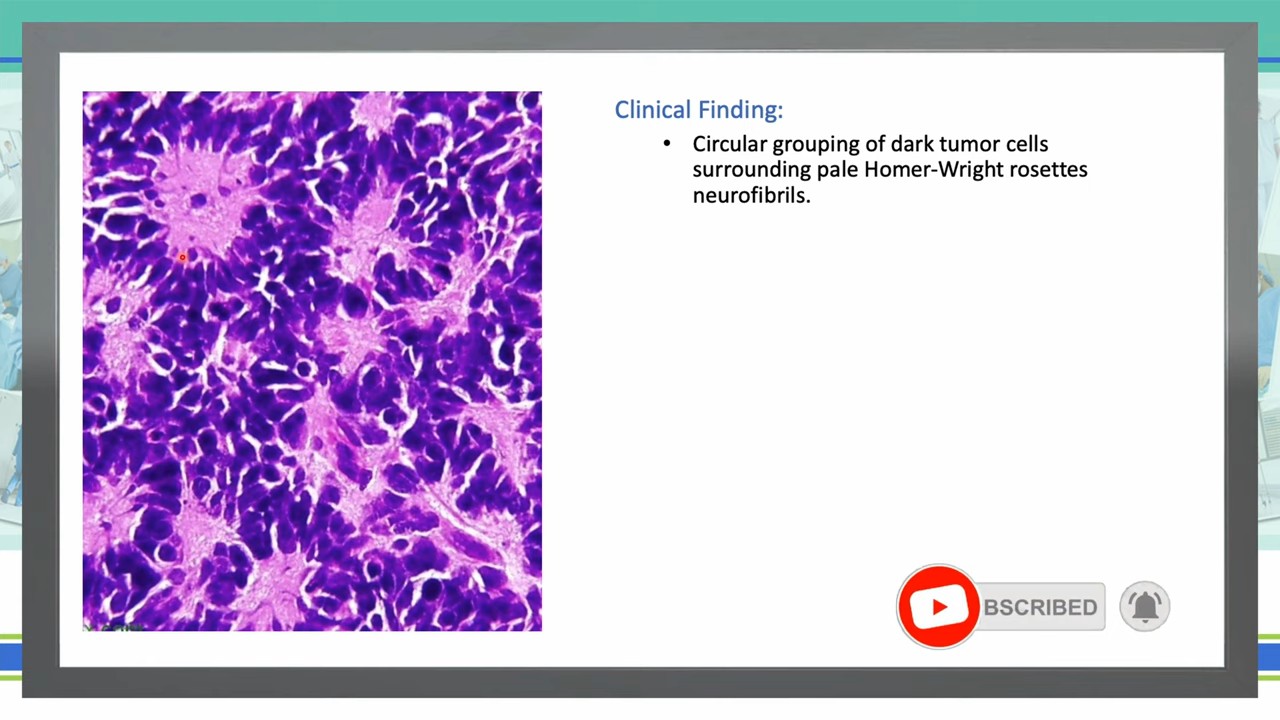 Clinical Finding:
• Circular grouping of dark tumor cells
surrounding pale Homer-Wright rosettes
neurofibrils.
BSCRIBED